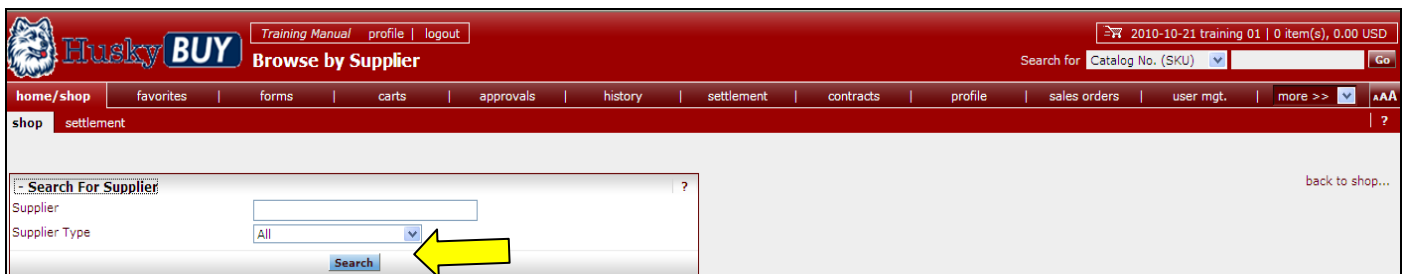 Husky BUY
Training Manual profile | logout
2010-10-21 training 01 | 0 item(s), 0.00 USD
Browse by Supplier
Search for Catalog No. (SKU) Go
home/shop favorites | forms | carts | approvals | history | settlement | contracts | profile | sales orders | user mgt. | more >> AAA
shop settlement | ?
- Search For Supplier ?
back to shop...
Supplier
Supplier Type All
Search